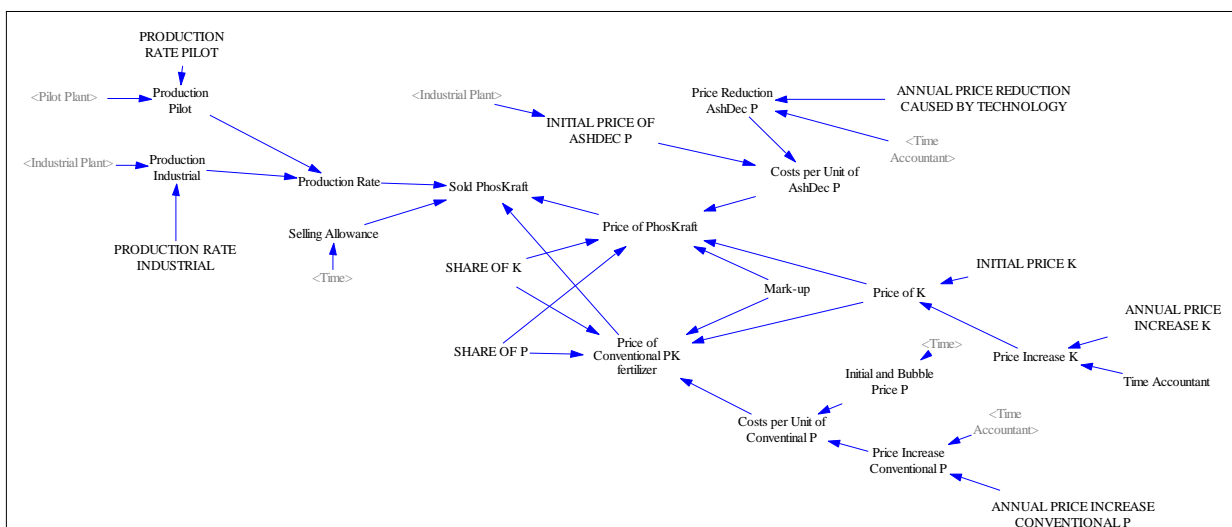 PRODUCTION
RATE PILOT
<Pilot Plant>
Production
Pilot
<Industrial Plant>
Production
Industrial
PRODUCTION RATE
INDUSTRIAL
Production Rate
Selling Allowance
<Time>
Sold PhosKraft
<Industrial Plant>
INITIAL PRICE OF
ASHDEC P
Price Reduction
AshDec P
ANNUAL PRICE REDUCTION
CAUSED BY TECHNOLOGY
<Time
Accountant>
Costs per Unit of
AshDec P
Price of PhosKraft
SHARE OF K
SHARE OF P
Mark-up
Price of
Conventional PK
fertilizer
Price of K
INITIAL PRICE K
ANNUAL PRICE
INCREASE K
Price Increase K
Time Accountant
<Time>
Initial and Bubble
Price P
Costs per Unit of
Conventinal P
<Time
Accountant>
Price Increase
Conventional P
ANNUAL PRICE INCREASE
CONVENTIONAL P